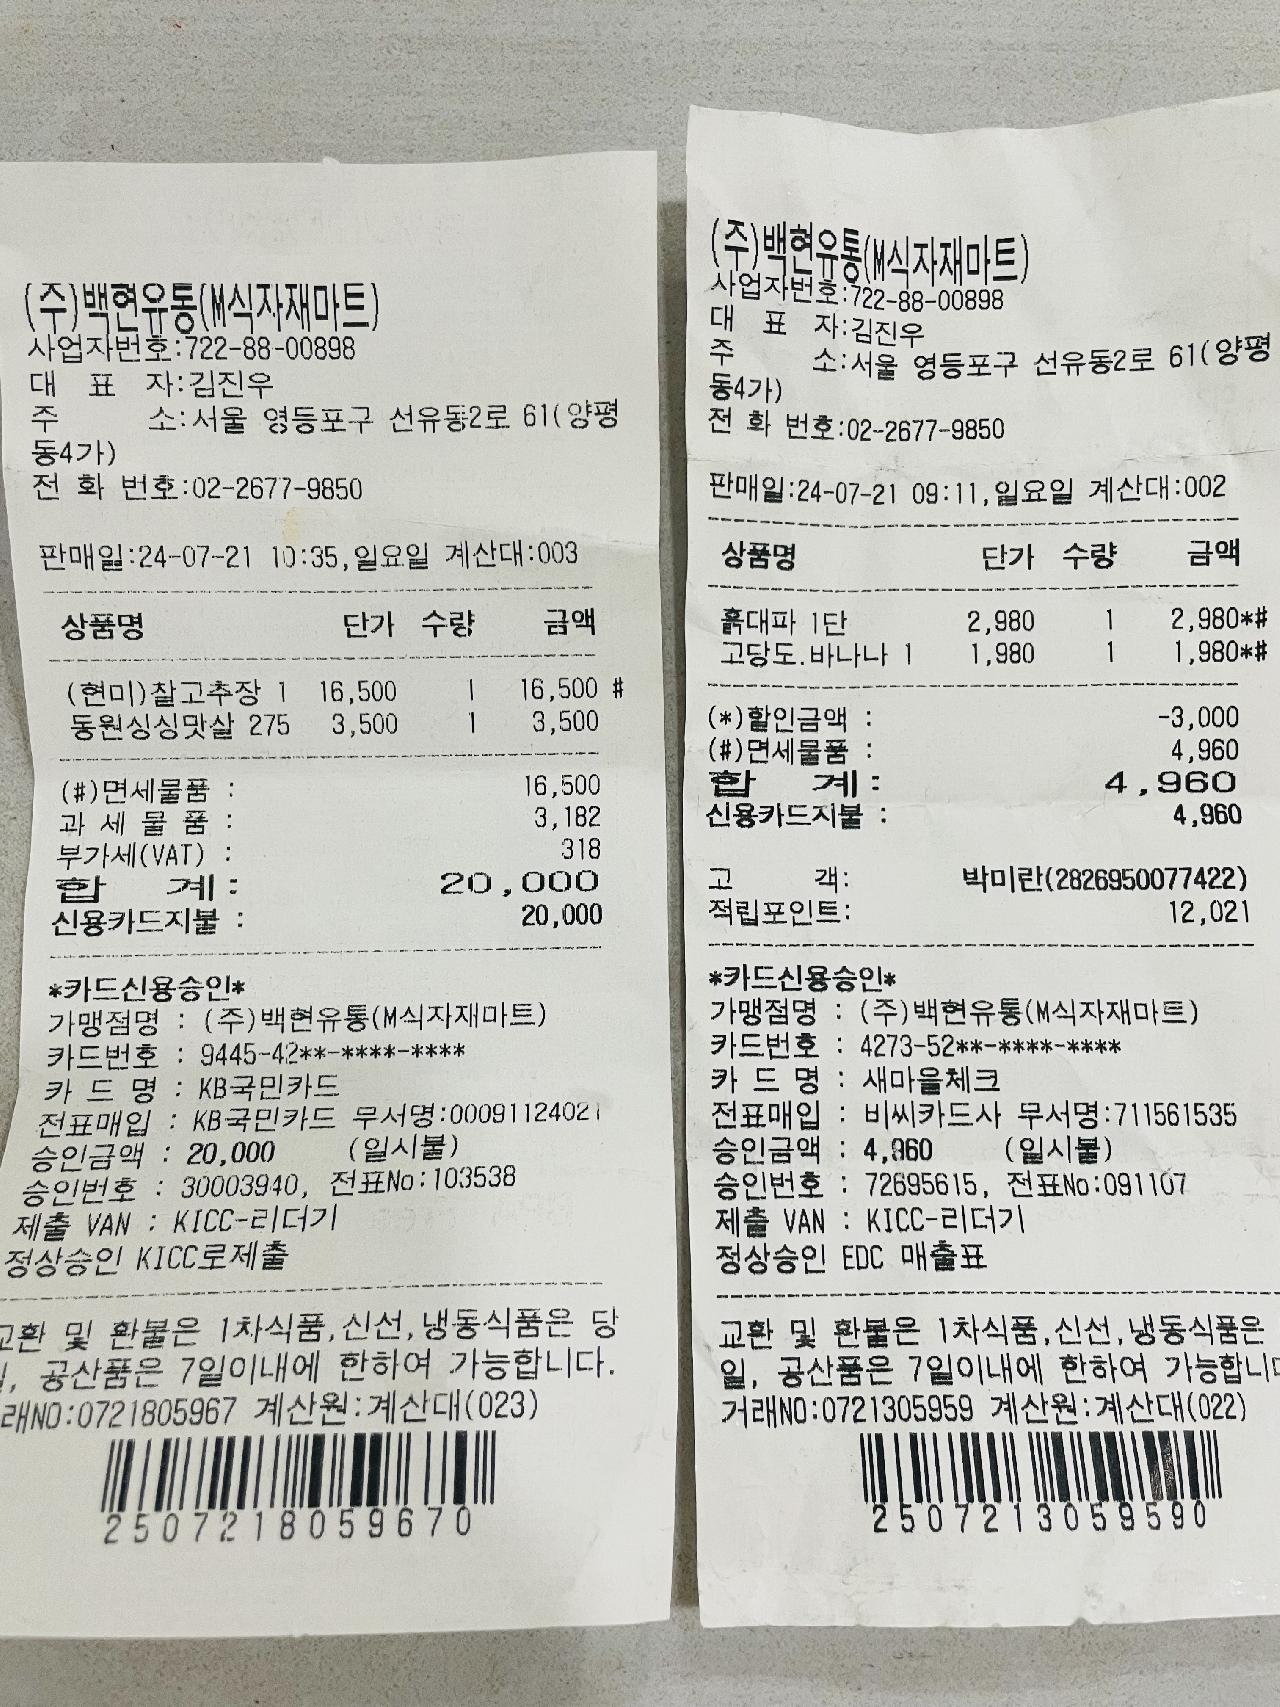 (주)백현유통(M식자재마트)
사업자번호:722-88-00898
대 표 자:김진우
주 소:서울 영등포구 선유동2로 61(양평
동4가)
전 화 번호:02-2677-9850
판매일:24-07-21 10:35,일요일 계산대:003
상품명 단가 수량 금액
(현미)찰고추장 1 16,500 1 16,500 #
동원싱싱맛살 275 3,500 1 3,500
(#)면세물품 : 16,500
과 세 물 품 : 3,182
부가세(VAT) : 318
합 계: 20,000
신용카드지불 : 20,000
*카드신용승인*
가맹점명 : (주)백현유통(M식자재마트)
카드번호 : 9445-42**-****-****
카 드 명 : KB국민카드
전표매입 : KB국민카드 무서명:00091124021
승인금액 : 20,000 (일시불)
승인번호 : 30003940, 전표No:103538
제출 VAN : KICC-리더기
정상승인 KICC로제출
교환 및 환불은 1차식품,신선,냉동식품은 당
일, 공산품은 7일이내에 한하여 가능합니다.
래NO:0721805967 계산원:계산대(023)
2507218059670
(주)백현유통(M식자재마트)
사업자번호:722-88-00898
대 표 자:김진우
주 소:서울 영등포구 선유동2로 61(양평
동4가)
전 화 번호:02-2677-9850
판매일:24-07-21 09:11,일요일 계산대:002
상품명 단가 수량 금액
흙대파 1단 2,980 1 2,980*#
고당도.바나나 1 1,980 1 1,980*#
(*)할인금액 : -3,000
(#)면세물품 : 4,960
합 계: 4,960
신용카드지불 : 4,960
고 객: 박미란(2826950077422)
적립포인트: 12,021
*카드신용승인*
가맹점명 : (주)백현유통(M식자재마트)
카드번호 : 4273-52**-****-****
카 드 명 : 새마을체크
전표매입 : 비씨카드사 무서명:711561535
승인금액 : 4,960 (일시불)
승인번호 : 72695615, 전표No:091107
제출 VAN : KICC-리더기
정상승인 EDC 매출표
교환 및 환불은 1차식품,신선,냉동식품은
일, 공산품은 7일이내에 한하여 가능합니다
거래NO:0721305959 계산원:계산대(022)
2507213059590